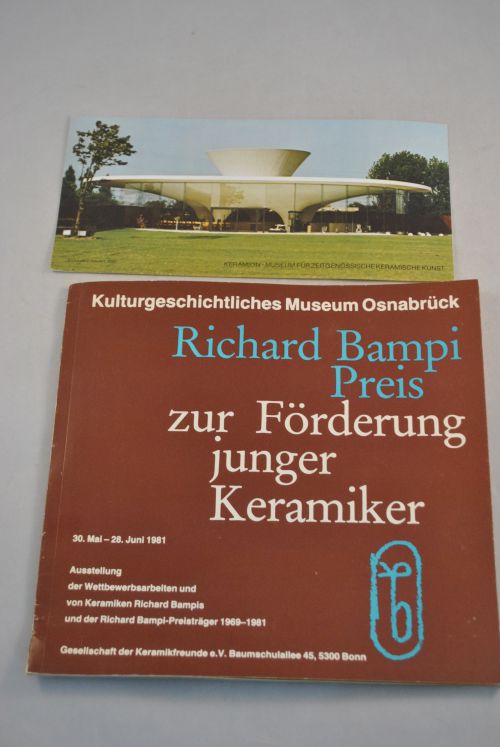 KERAMION · MUSEUM FÜR ZEITGENÖSSISCHE KERAMISCHE KUNST
Kulturgeschichtliches Museum Osnabrück
Richard Bampi
Preis
zur Förderung
junger
Keramiker
30. Mai – 28. Juni 1981
Ausstellung
der Wettbewerbsarbeiten und
von Keramiken Richard Bampis
und der Richard Bampi-Preisträger 1969–1981
Gesellschaft der Keramikfreunde e.V. Baumschulallee 45, 5300 Bonn